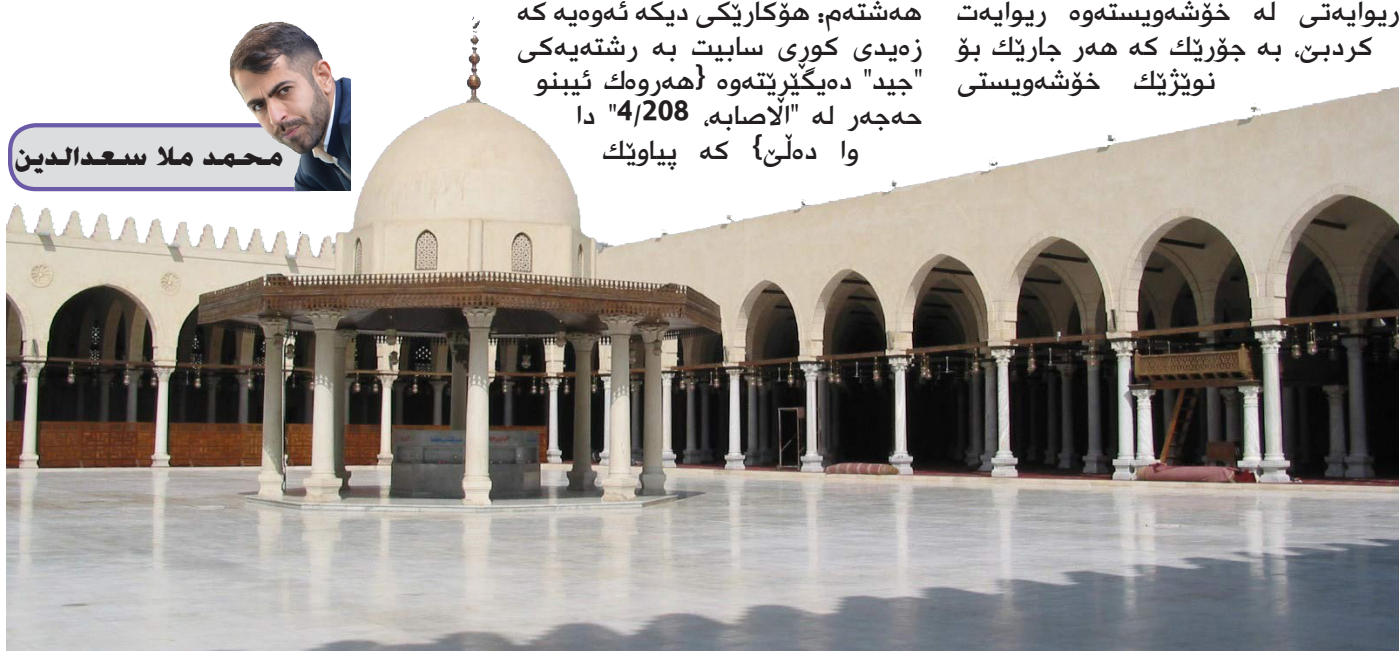 ریوایەتی لە خۆشەویستەوە ریوایەت
کردبێ، بە جۆرێك کە هەر جارێك بۆ
نوێژێك خۆشەویستی
هەشتەم: هۆکارێکی دیکە ئەوەیە کە
زەیدی کوری سابیت بە رشتەیەکی
"جید" دەیگێڕێتەوە {هەروەك ئیبنو
حەجەر لە "الاصابە، 4/208" دا
وا دەڵێ} کە پیاوێك
محمد ملا سعدالدین